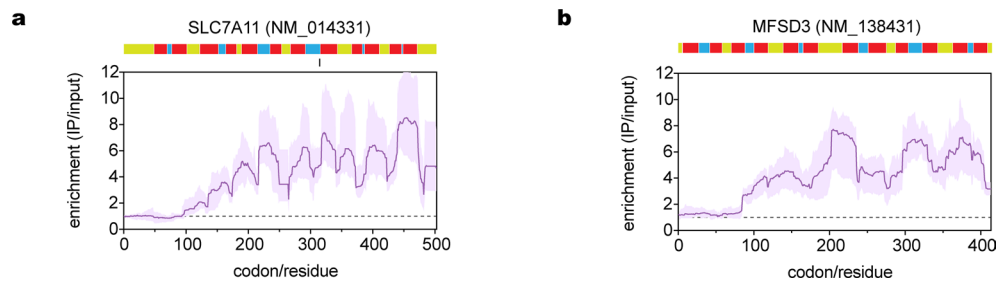 a
SLC7A11 (NM_014331)
enrichment (IP/input)
12
10
8
6
4
2
0
0 100 200 300 400 500
codon/residue
b
MFSD3 (NM_138431)
enrichment (IP/input)
12
10
8
6
4
2
0
0 100 200 300 400
codon/residue